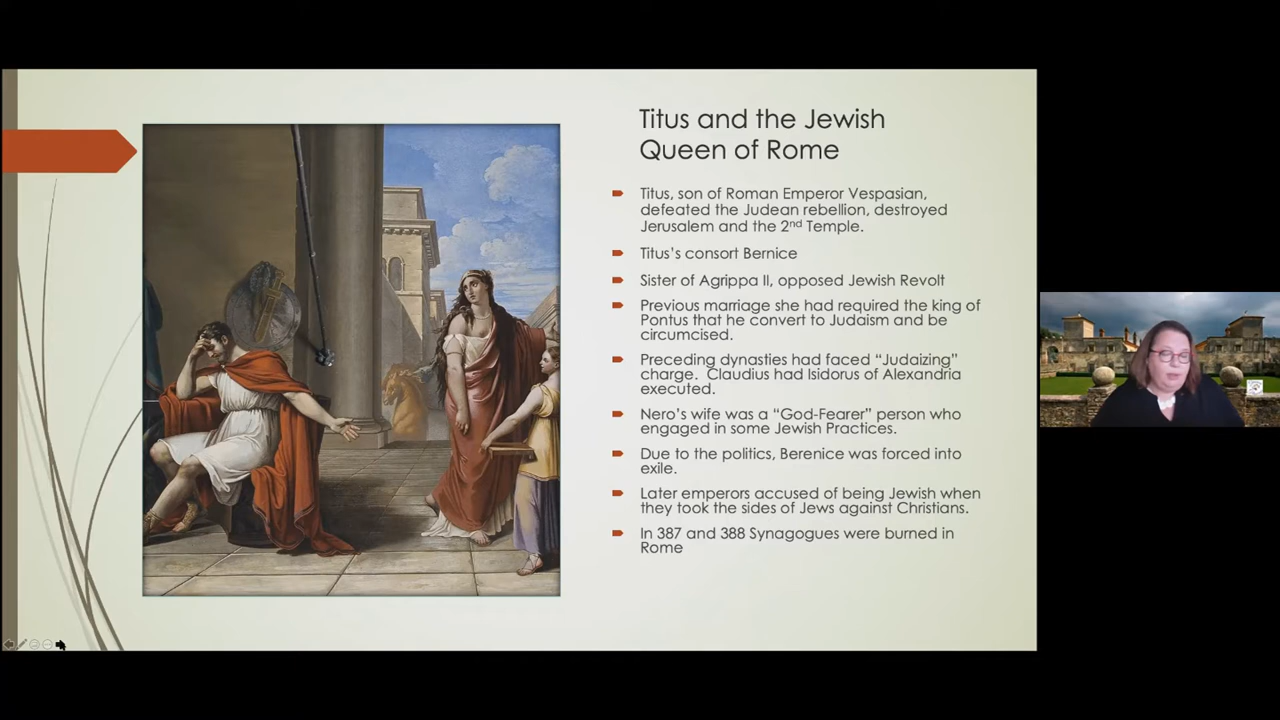 Titus and the Jewish
Queen of Rome
Titus, son of Roman Emperor Vespasian,
defeated the Judean rebellion, destroyed
Jerusalem and the 2nd Temple.
Titus's consort Bernice
Sister of Agrippa II, opposed Jewish Revolt
Previous marriage she had required the king of
Pontus that he convert to Judaism and be
circumcised.
Preceding dynasties had faced “Judaizing”
charge. Claudius had Isidorus of Alexandria
executed.
Nero's wife was a “God-Fearer” person who
engaged in some Jewish Practices.
Due to the politics, Berenice was forced into
exile.
Later emperors accused of being Jewish when
they took the sides of Jews against Christians.
In 387 and 388 Synagogues were burned in
Rome